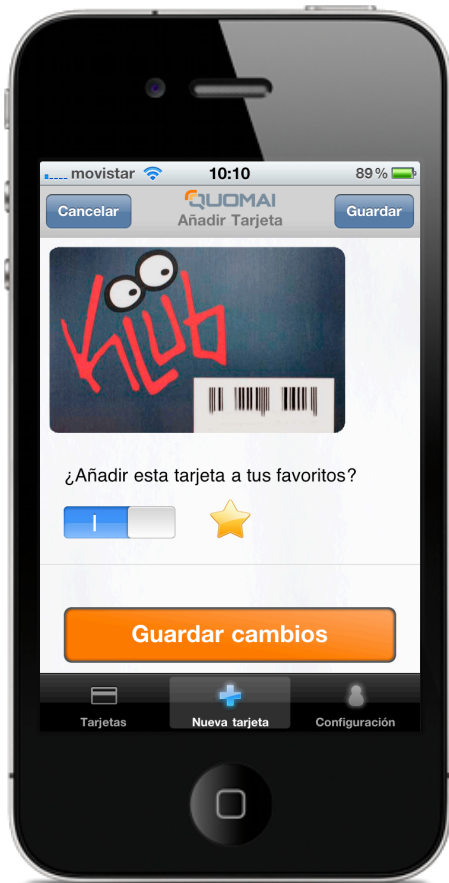 movistar 10:10 89 %
Cancelar QUOMAI Guardar
Añadir Tarjeta
Klub
¿Añadir esta tarjeta a tus favoritos?
Guardar cambios
Tarjetas Nueva tarjeta Configuración